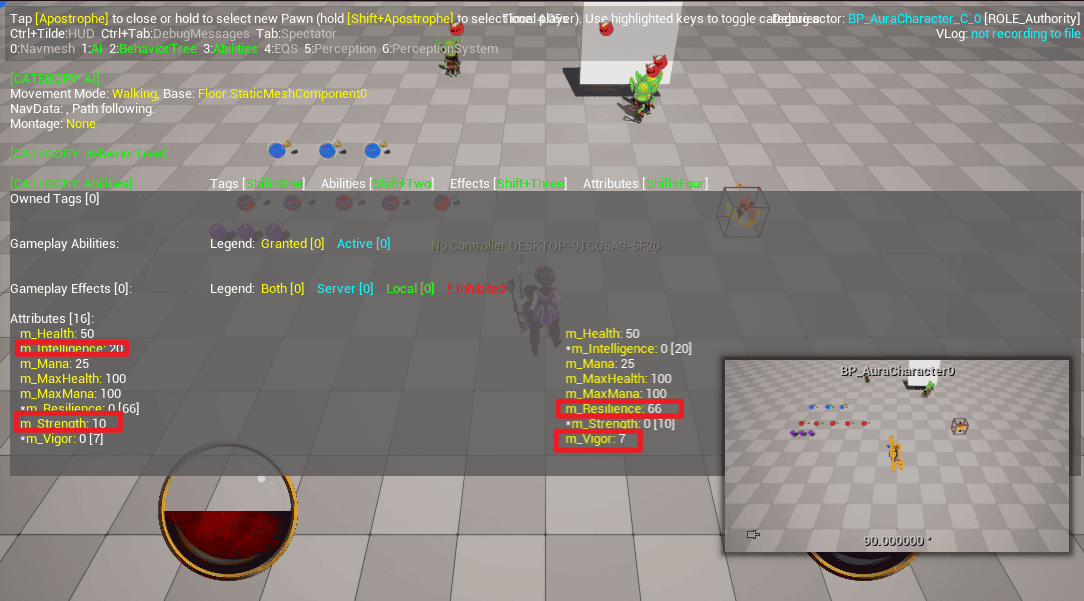 Tap [Apostrophe] to close or hold to select new Pawn (hold [Shift+Apostrophe] to select local player). Use highlighted keys to toggle categories.
Debug actor: BP_AuraCharacter_C_0 [ROLE_Authority]
Ctrl+Tilde:HUD Ctrl+Tab:DebugMessages Tab:Spectator
VLog: not recording to file
0:Navmesh 1:AI 2:BehaviorTree 3:Abilities 4:EQS 5:Perception 6:PerceptionSystem
[CATEGORY: AI]
Movement Mode: Walking, Base: Floor.StaticMeshComponent0
NavData: , Path following:
Montage: None
[CATEGORY: BehaviorTree]
[CATEGORY: Abilities] Tags [Shift+One] Abilities [Shift+Two] Effects [Shift+Three] Attributes [Shift+Four]
Owned Tags [0]
Gameplay Abilities: Legend: Granted [0] Active [0]
No Controller DESKTOP-9TCG5A9-5F20
Gameplay Effects [0]: Legend: Both [0] Server [0] Local [0] !! Inhibited
Attributes [16]:
m_Health: 50 m_Health: 50
m_Intelligence: 20 *m_Intelligence: 0 [20]
m_Mana: 25 m_Mana: 25
m_MaxHealth: 100 m_MaxHealth: 100
m_MaxMana: 100 m_MaxMana: 100
*m_Resilience: 0 [66] m_Resilience: 66
m_Strength: 10 *m_Strength: 0 [10]
*m_Vigor: 0 [7] m_Vigor: 7
BP_AuraCharacter0
90.000000 °